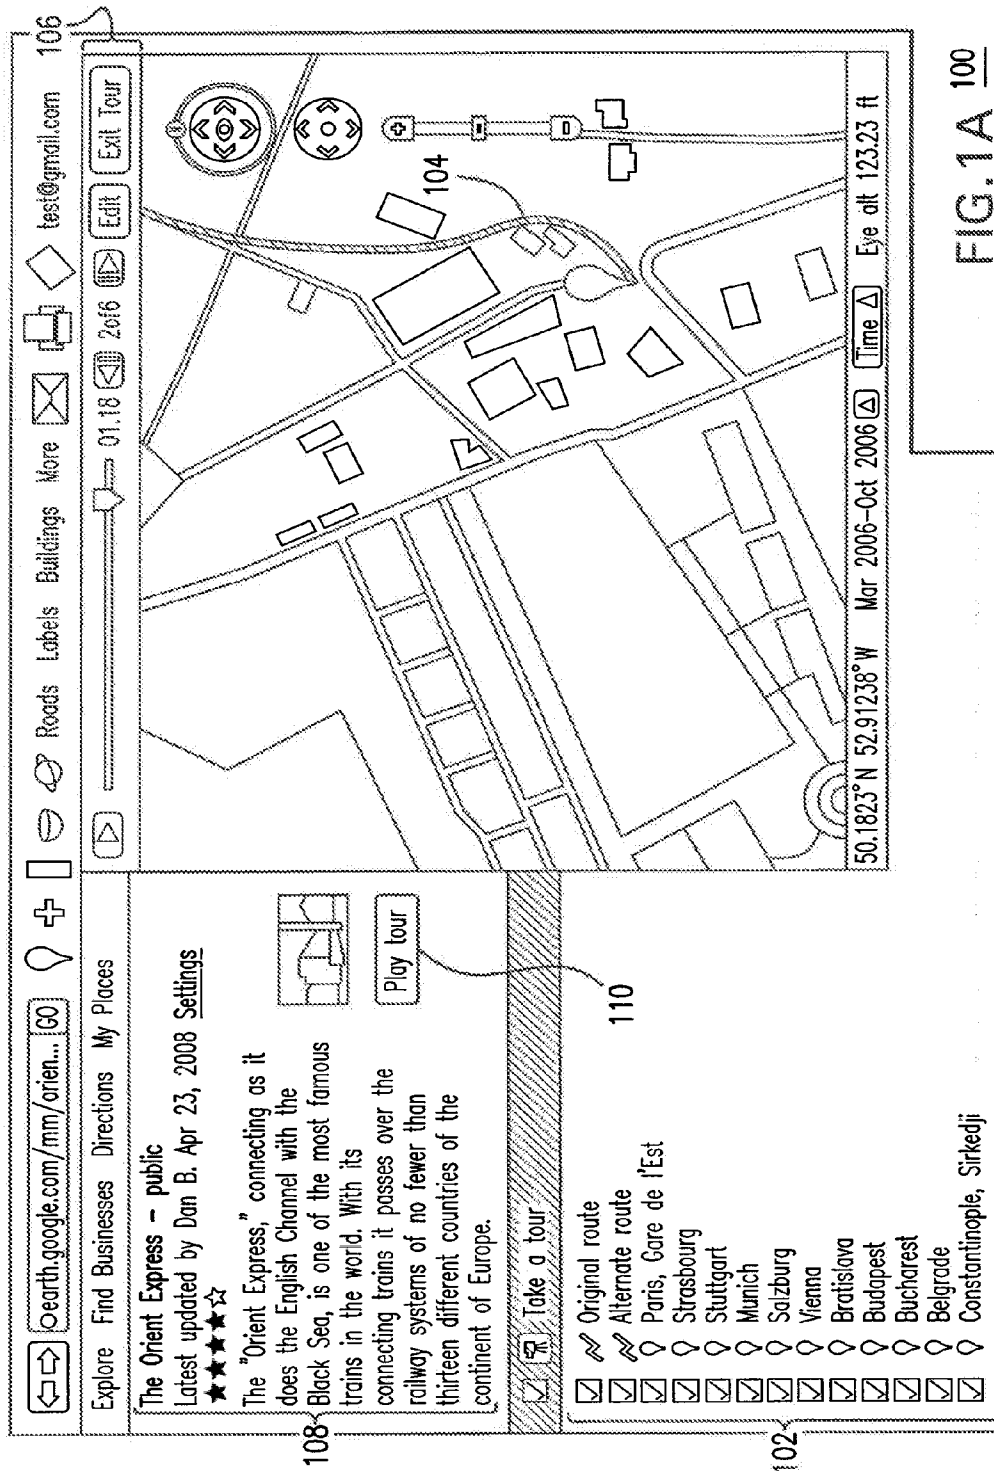 earth.google.com/mm/orien... GO
Roads Labels Buildings More
test@gmail.com
106
Explore Find Businesses Directions My Places
01.18 2of6 Edit Exit Tour
The Orient Express – public
Latest updated by Dan B. Apr 23, 2008 Settings
★★★★☆
The "Orient Express," connecting as it
does the English Channel with the
Black Sea, is one of the most famous
trains in the world. With its
connecting trains it passes over the
railway systems of no fewer than
thirteen different countries of the
continent of Europe.
108
Play tour
110
104
Take a tour
Original route
Alternate route
Paris, Gare de l'Est
Strasbourg
Stuttgart
Munich
Salzburg
Vienna
Bratislava
Budapest
Bucharest
Belgrade
Constantinople, Sirkedji
102
50.1823°N 52.91238°W Mar 2006-Oct 2006 Time Eye alt 123.23 ft
100
FIG.1A